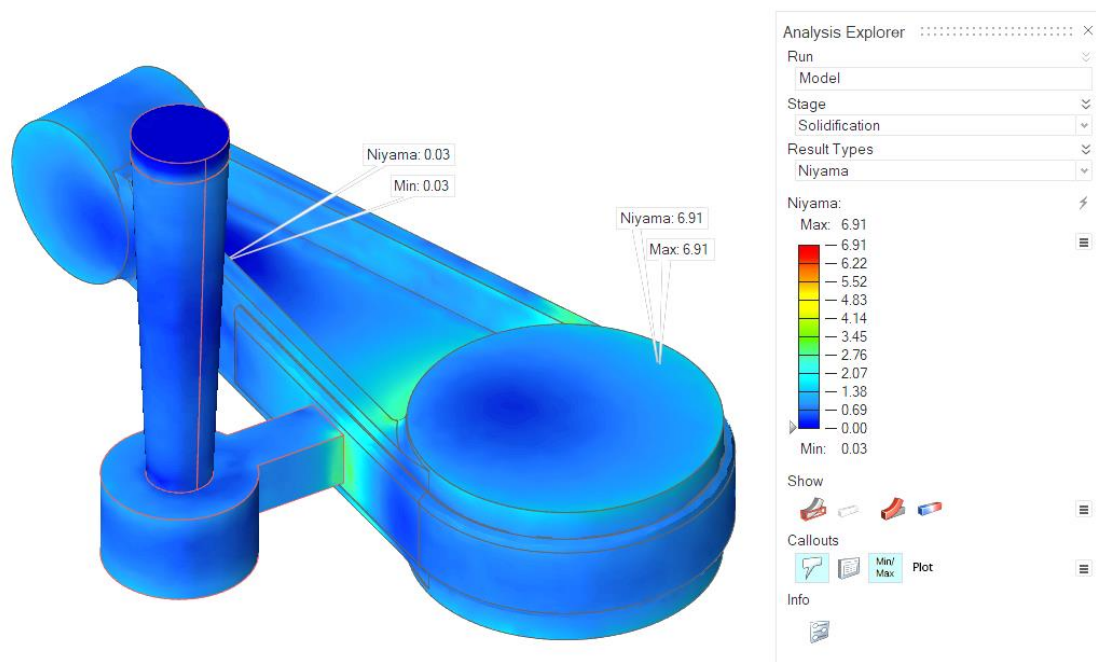 Niyama: 0.03
Min: 0.03
Niyama: 6.91
Max: 6.91
Analysis Explorer
Run
Model
Stage
Solidification
Result Types
Niyama
Niyama:
Max: 6.91
6.91
6.22
5.52
4.83
4.14
3.45
2.76
2.07
1.38
0.69
0.00
Min: 0.03
Show
Callouts
Min/
Max
Plot
Info